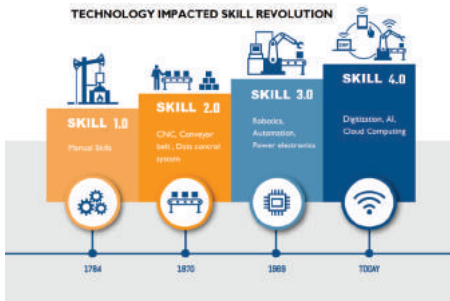 TECHNOLOGY IMPACTED SKILL REVOLUTION
SKILL 1.0
Manual Skills
SKILL 2.0
CNC, Conveyor
belt, Data control
system
SKILL 3.0
Robotics,
Automation,
Power electronics
SKILL 4.0
Digitization, AI,
Cloud Computing
1784
1870
1969
TODAY